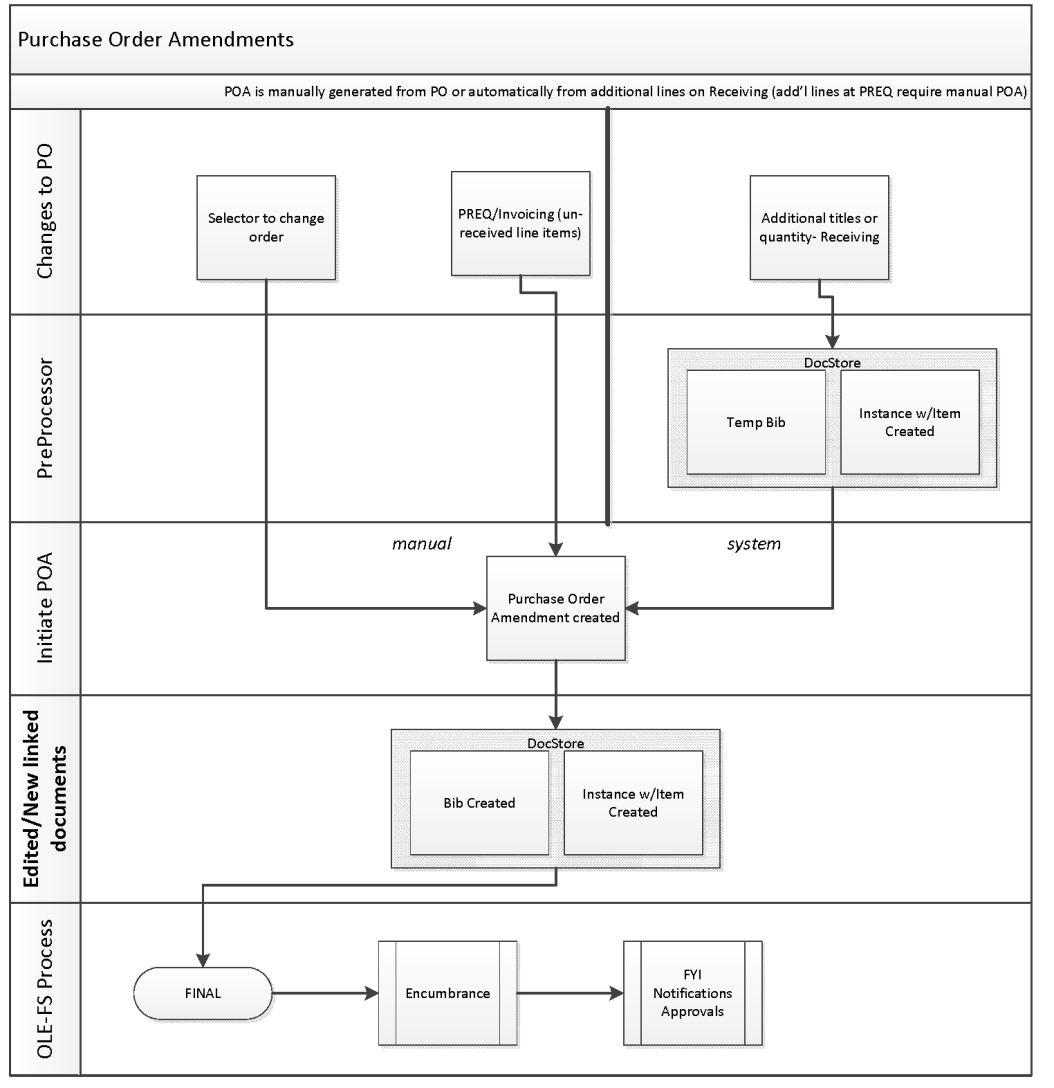 Purchase Order Amendments
POA is manually generated from PO or automatically from additional lines on Receiving (add'l lines at PREQ require manual POA)
Changes to PO
Selector to change
order
PREQ/Invoicing (un-
received line items)
Additional titles or
quantity- Receiving
PreProcessor
DocStore
Temp Bib
Instance w/Item
Created
Initiate POA
manual
system
Purchase Order
Amendment created
Edited/New linked
documents
DocStore
Bib Created
Instance w/Item
Created
OLE-FS Process
FINAL
Encumbrance
FYI
Notifications
Approvals